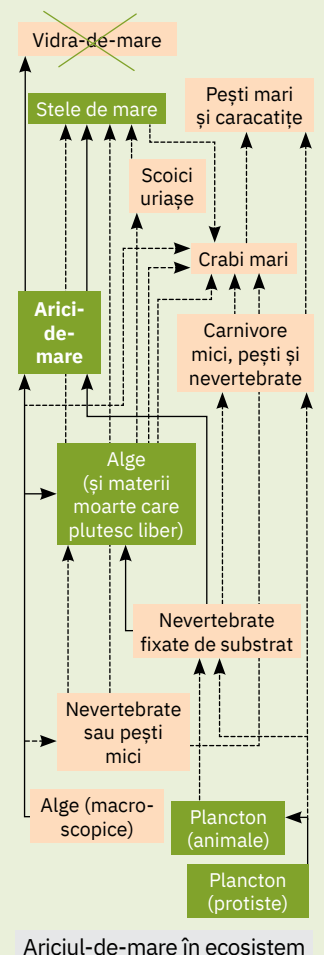 Vidra-de-mare
Stele de mare
Pești mari
și caracatițe
Scoici
uriașe
Crabi mari
Arici-
de-
mare
Carnivore
mici, pești și
nevertebrate
Alge
(și materii
moarte care
plutesc liber)
Nevertebrate
fixate de substrat
Nevertebrate
sau pești
mici
Alge (macro-
scopice)
Plancton
(animale)
Plancton
(protiste)
Ariciul-de-mare în ecosistem